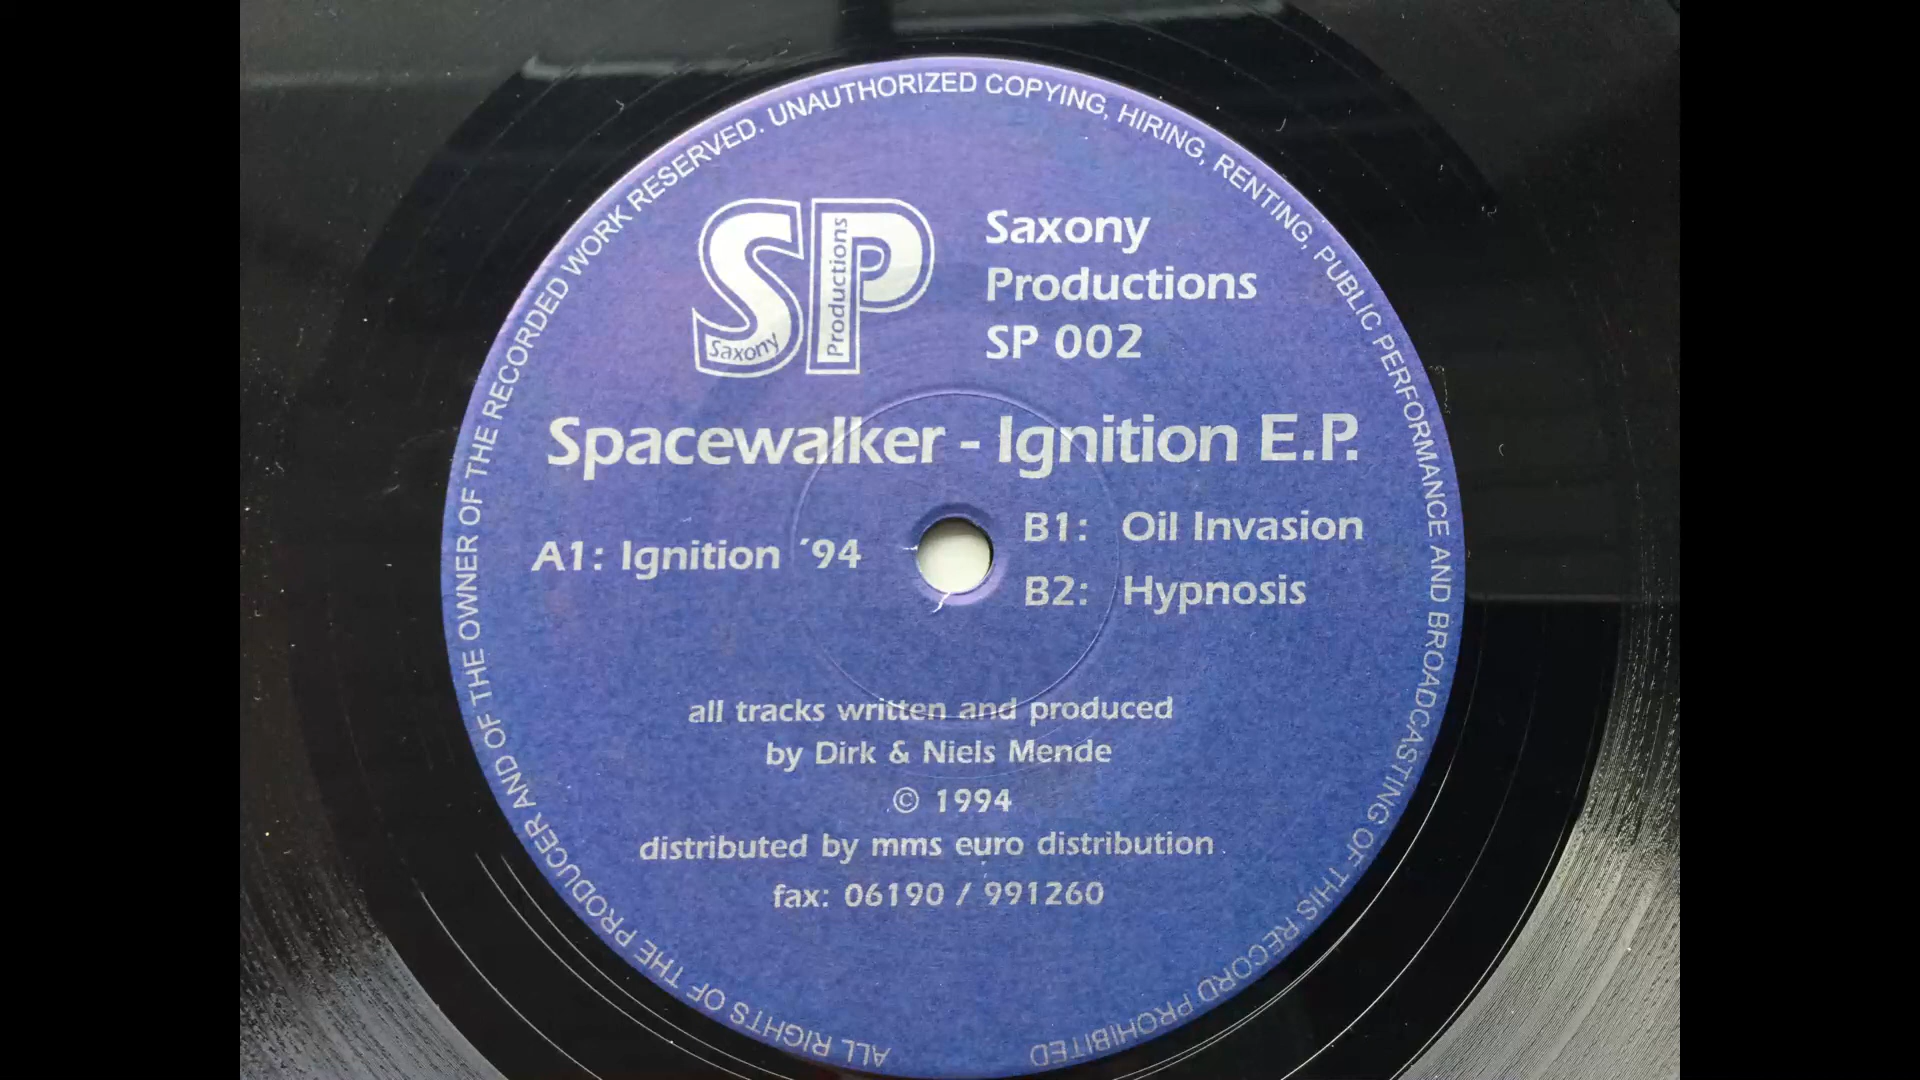 ALL RIGHTS OF THE PRODUCER AND OF THE OWNER OF THE RECORDED WORK RESERVED. UNAUTHORIZED COPYING, HIRING, RENTING, PUBLIC PERFORMANCE AND BROADCASTING OF THIS RECORD PROHIBITED
SP
Saxony
Productions
Saxony
Productions
SP 002
Spacewalker - Ignition E.P.
A1: Ignition ´94
B1: Oil Invasion
B2: Hypnosis
all tracks written and produced
by Dirk & Niels Mende
© 1994
distributed by mms euro distribution
fax: 06190 / 991260